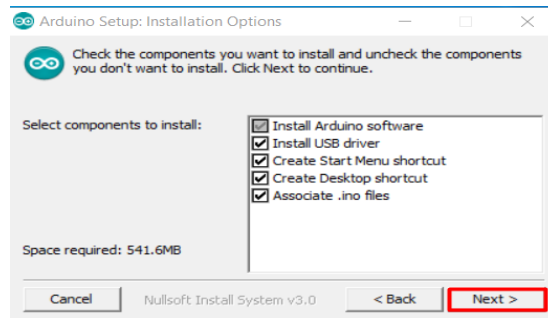 Arduino Setup: Installation Options
Check the components you want to install and uncheck the components
you don't want to install. Click Next to continue.
Select components to install:
Install Arduino software
Install USB driver
Create Start Menu shortcut
Create Desktop shortcut
Associate .ino files
Space required: 541.6MB
Cancel
Nullsoft Install System v3.0
< Back
Next >